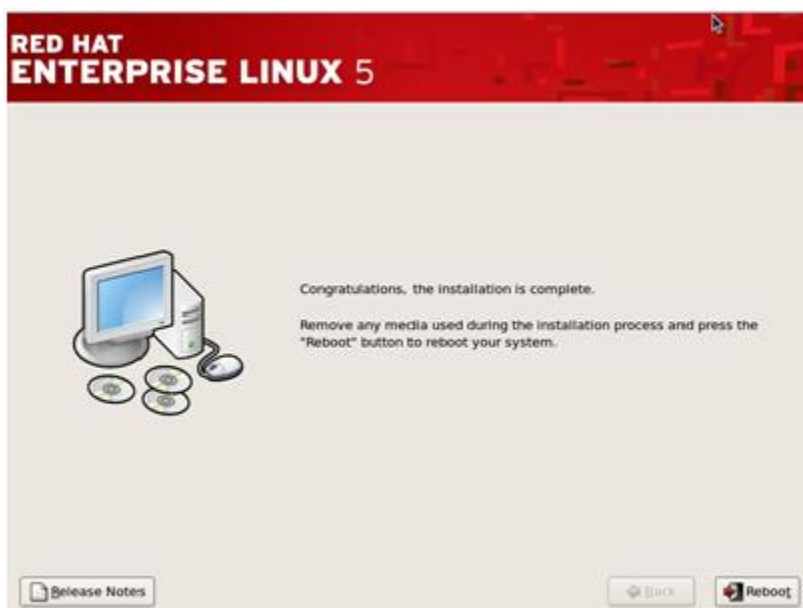 RED HAT
ENTERPRISE LINUX 5
Congratulations, the installation is complete.
Remove any media used during the installation process and press the
"Reboot" button to reboot your system.
Release Notes
Back
Reboot